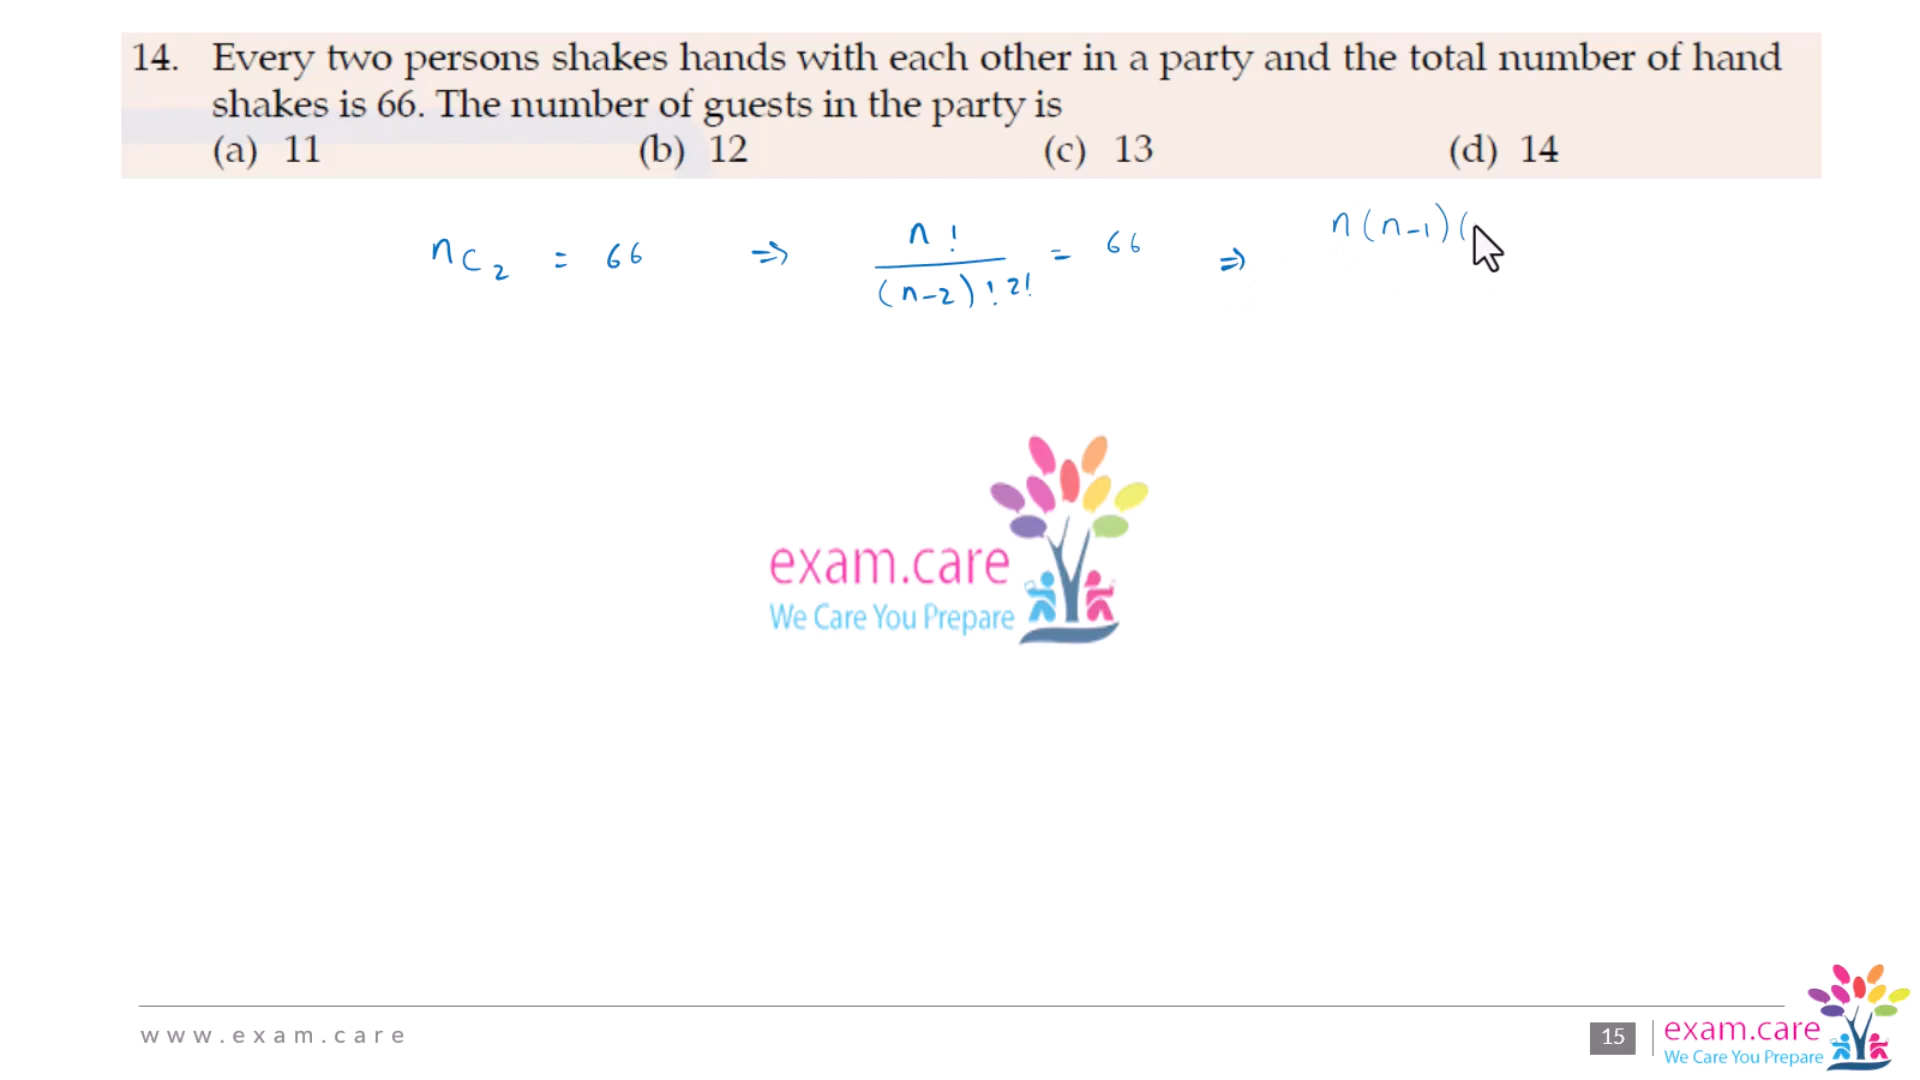 14. Every two persons shakes hands with each other in a party and the total number of hand
shakes is 66. The number of guests in the party is
(a) 11 (b) 12 (c) 13 (d) 14
nC2 = 66 => n! / (n-2)! 2! = 66 => n(n-1)(
exam.care
We Care You Prepare
www.exam.care
15
exam.care
We Care You Prepare